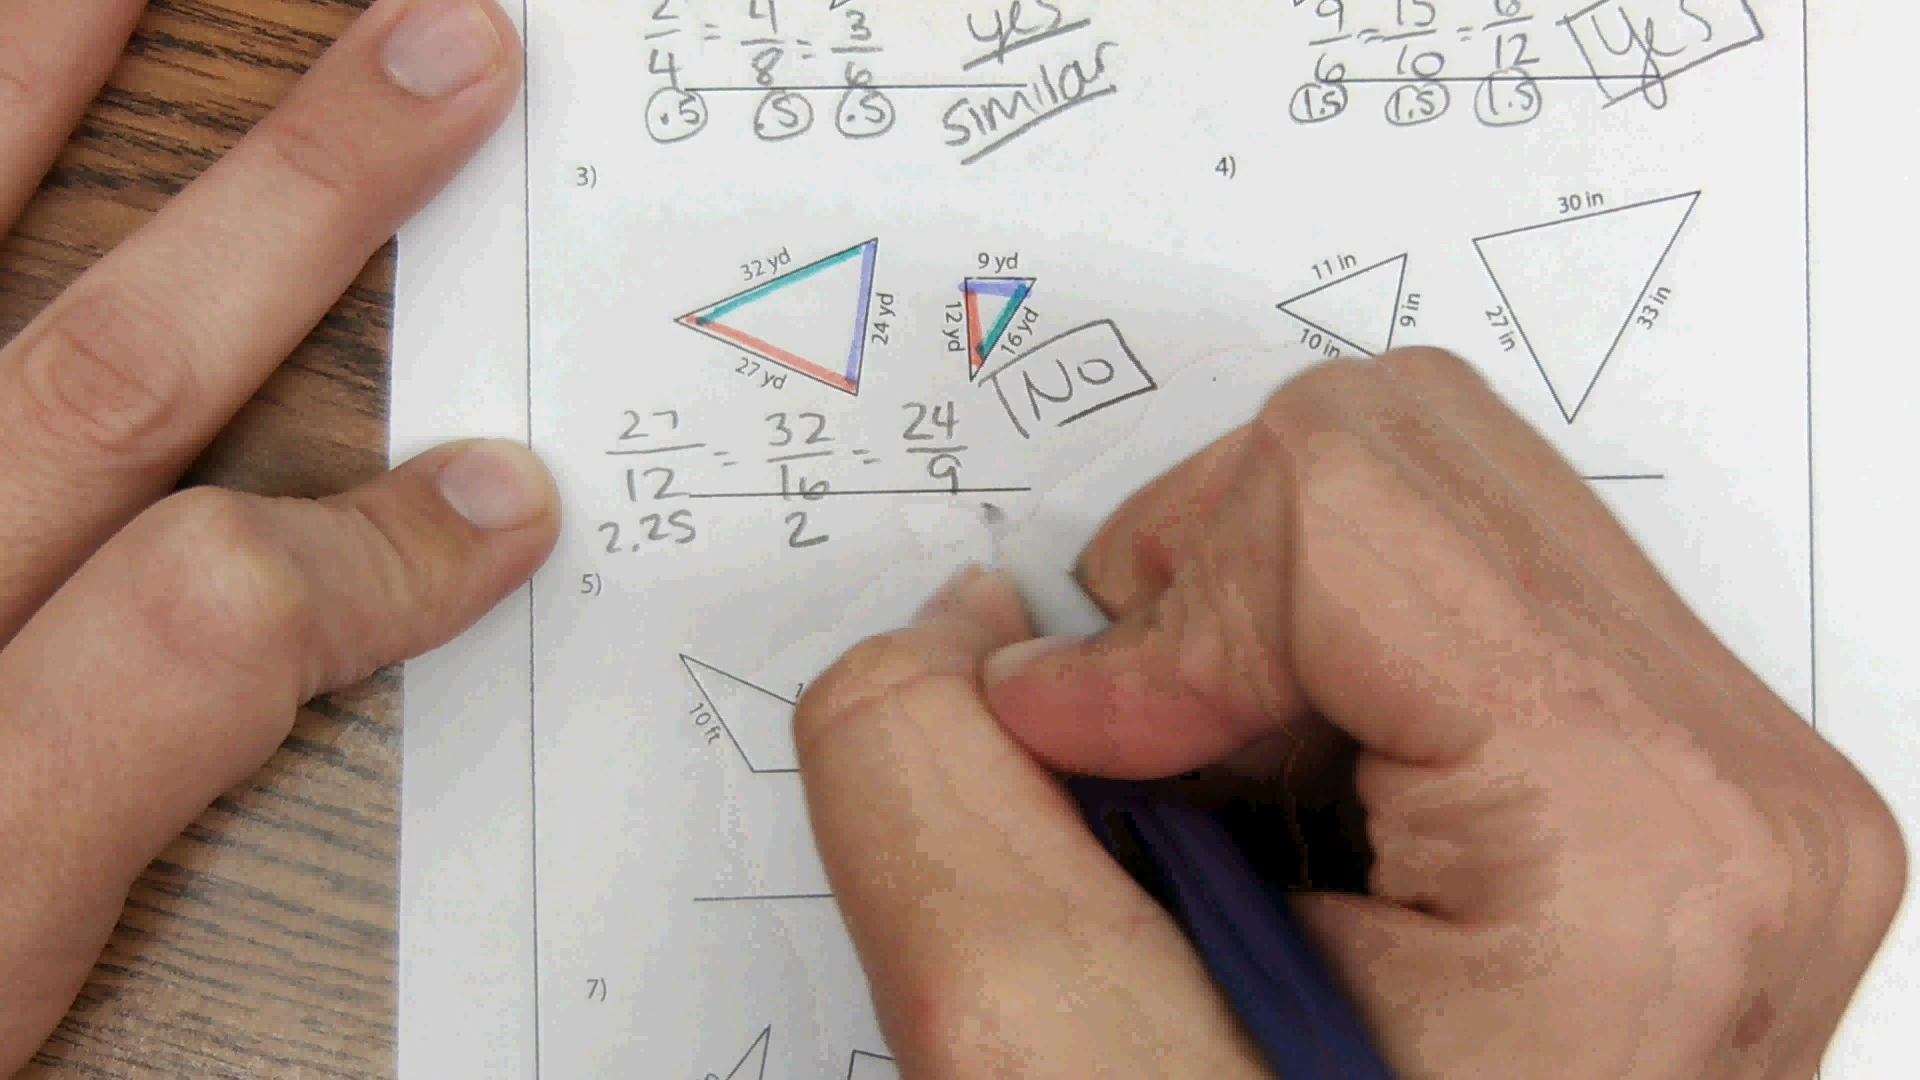 4 = 8 = 3 yes
4 8 6 similar
.5 .5 .5
9 = 15 = 6 yes
6 10 12
1.5 1.5 1.5
3)
32 yd
24 yd
27 yd
9 yd
12 yd
16 yd
NO
27/12 = 32/16 = 24/9
2.25 2
4)
11 in
9 in
10 in
30 in
27 in
33 in
5)
10 ft
7)